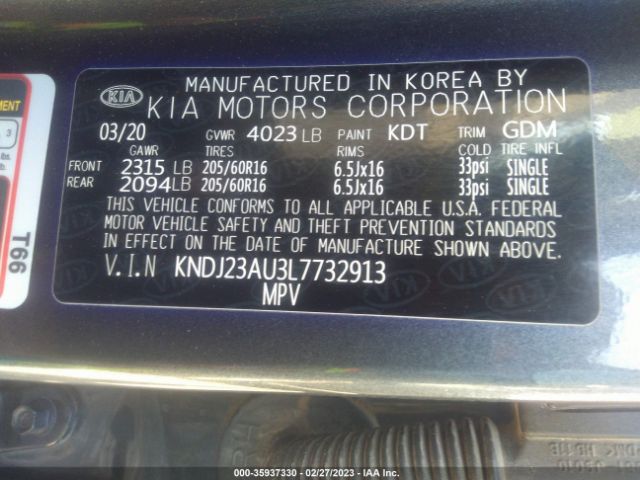 MANUFACTURED IN KOREA BY
KIA KIA MOTORS CORPORATION
03/20 GVWR 4023 LB PAINT KDT TRIM GDM
GAWR TIRES RIMS COLD TIRE INFL
FRONT 2315 LB 205/60R16 6.5Jx16 33psi SINGLE
REAR 2094 LB 205/60R16 6.5Jx16 33psi SINGLE
THIS VEHICLE CONFORMS TO ALL APPLICABLE U.S.A. FEDERAL
MOTOR VEHICLE SAFETY AND THEFT PREVENTION STANDARDS
IN EFFECT ON THE DATE OF MANUFACTURE SHOWN ABOVE.
V.I.N KNDJ23AU3L7732913
MPV
3
lbs.
T66
000-35937330 - 02/27/2023 - IAA Inc.